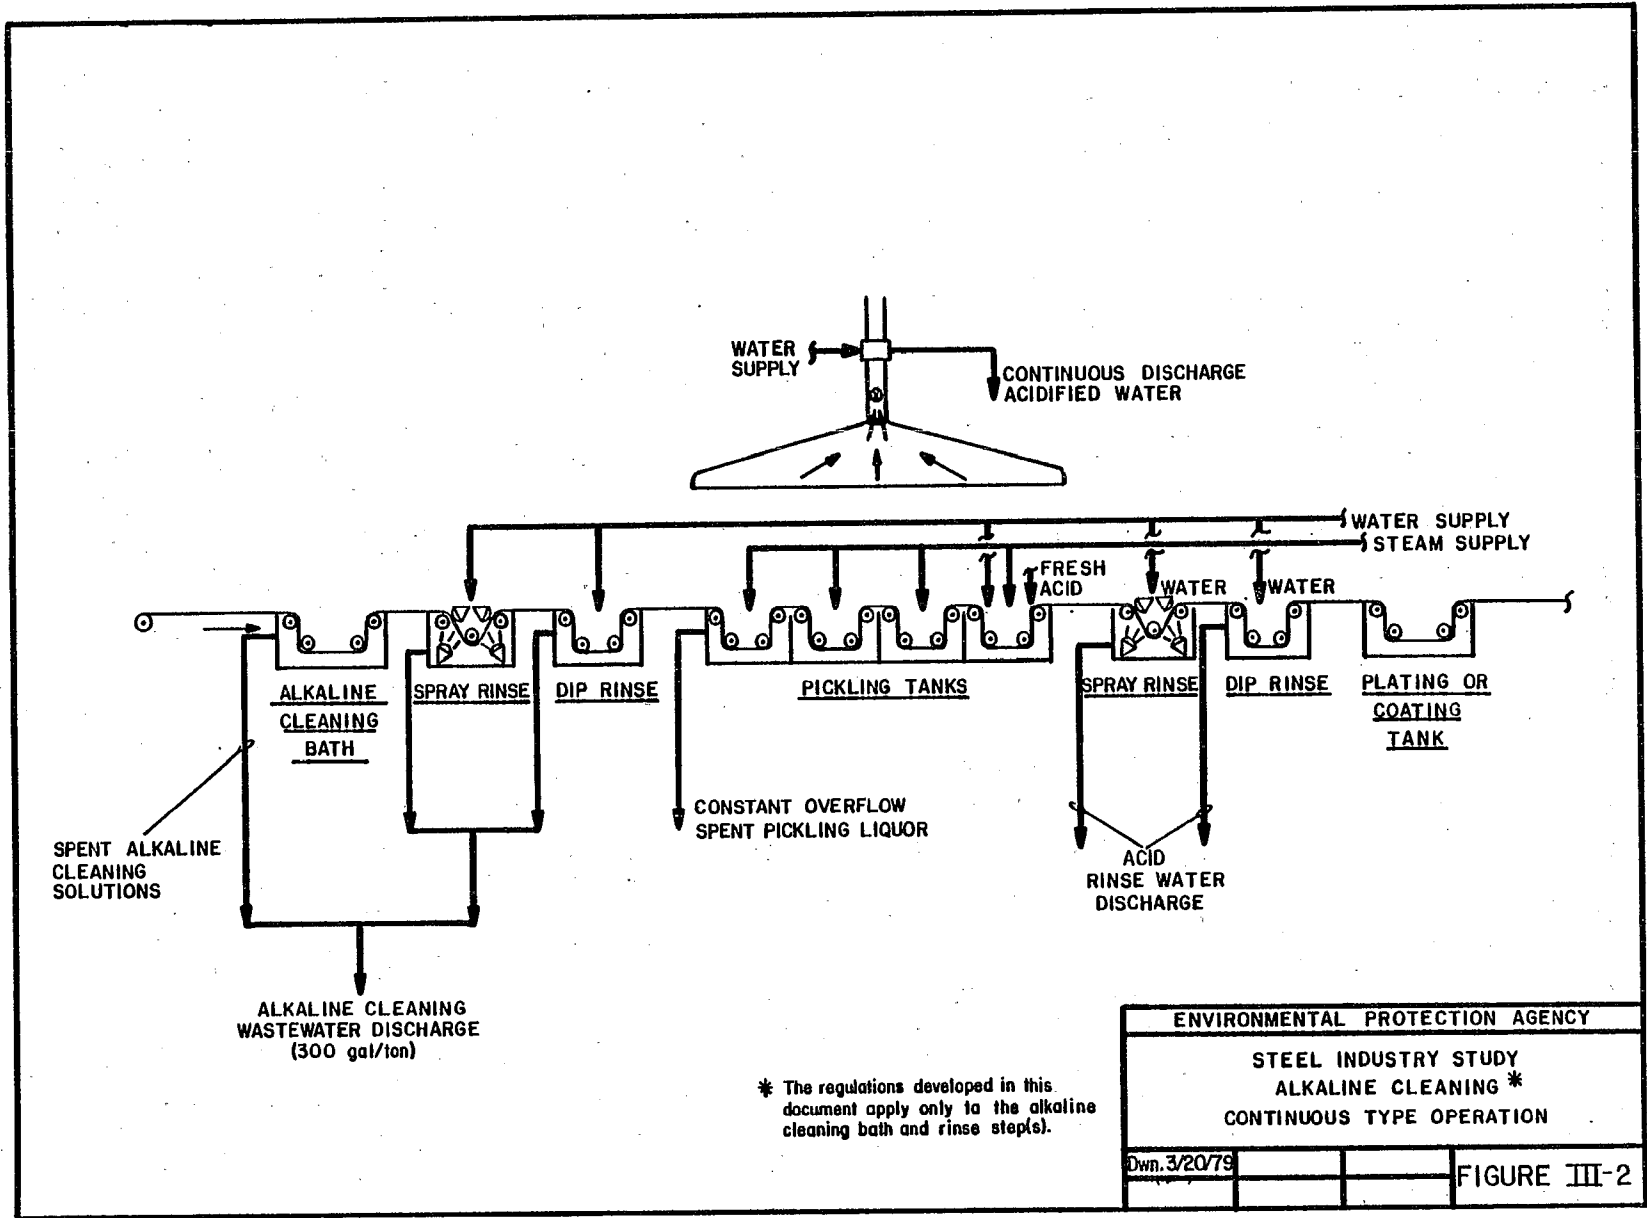 WATER
SUPPLY
CONTINUOUS DISCHARGE
ACIDIFIED WATER
WATER SUPPLY
STEAM SUPPLY
FRESH
ACID
WATER
WATER
ALKALINE
CLEANING
BATH
SPRAY RINSE
DIP RINSE
PICKLING TANKS
SPRAY RINSE
DIP RINSE
PLATING OR
COATING
TANK
CONSTANT OVERFLOW
SPENT PICKLING LIQUOR
SPENT ALKALINE
CLEANING
SOLUTIONS
ACID
RINSE WATER
DISCHARGE
ALKALINE CLEANING
WASTEWATER DISCHARGE
(300 gal/ton)
* The regulations developed in this
document apply only to the alkaline
cleaning bath and rinse step(s).
ENVIRONMENTAL PROTECTION AGENCY
STEEL INDUSTRY STUDY
ALKALINE CLEANING *
CONTINUOUS TYPE OPERATION
Dwn. 3/20/79
FIGURE III-2